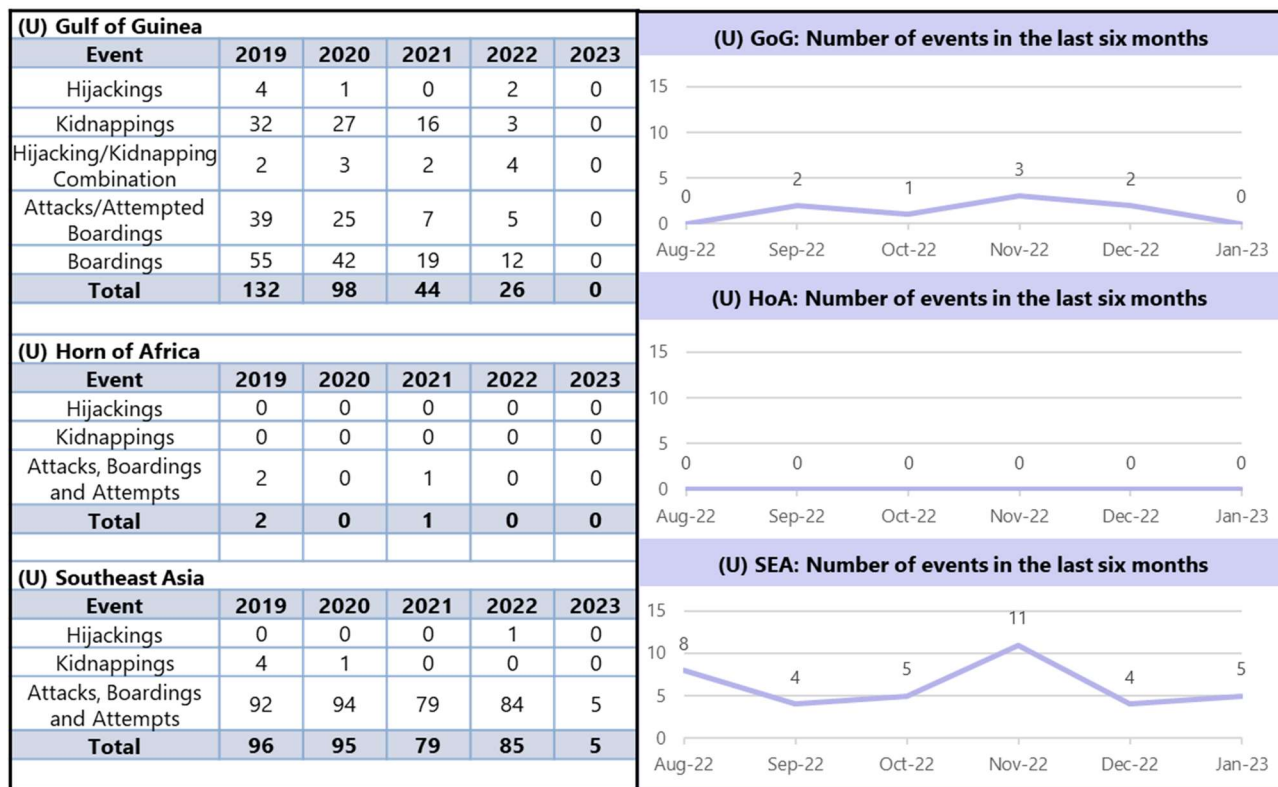 (U) Gulf of Guinea
Event 2019 2020 2021 2022 2023
Hijackings 4 1 0 2 0
Kidnappings 32 27 16 3 0
Hijacking/Kidnapping
Combination 2 3 2 4 0
Attacks/Attempted
Boardings 39 25 7 5 0
Boardings 55 42 19 12 0
Total 132 98 44 26 0
(U) Horn of Africa
Event 2019 2020 2021 2022 2023
Hijackings 0 0 0 0 0
Kidnappings 0 0 0 0 0
Attacks, Boardings
and Attempts 2 0 1 0 0
Total 2 0 1 0 0
(U) Southeast Asia
Event 2019 2020 2021 2022 2023
Hijackings 0 0 0 1 0
Kidnappings 4 1 0 0 0
Attacks, Boardings
and Attempts 92 94 79 84 5
Total 96 95 79 85 5
(U) GoG: Number of events in the last six months
15
10
5
0
0 2 1 3 2 0
Aug-22 Sep-22 Oct-22 Nov-22 Dec-22 Jan-23
(U) HoA: Number of events in the last six months
15
10
5
0
0 0 0 0 0 0
Aug-22 Sep-22 Oct-22 Nov-22 Dec-22 Jan-23
(U) SEA: Number of events in the last six months
15
10
5
0
8 4 5 11 4 5
Aug-22 Sep-22 Oct-22 Nov-22 Dec-22 Jan-23